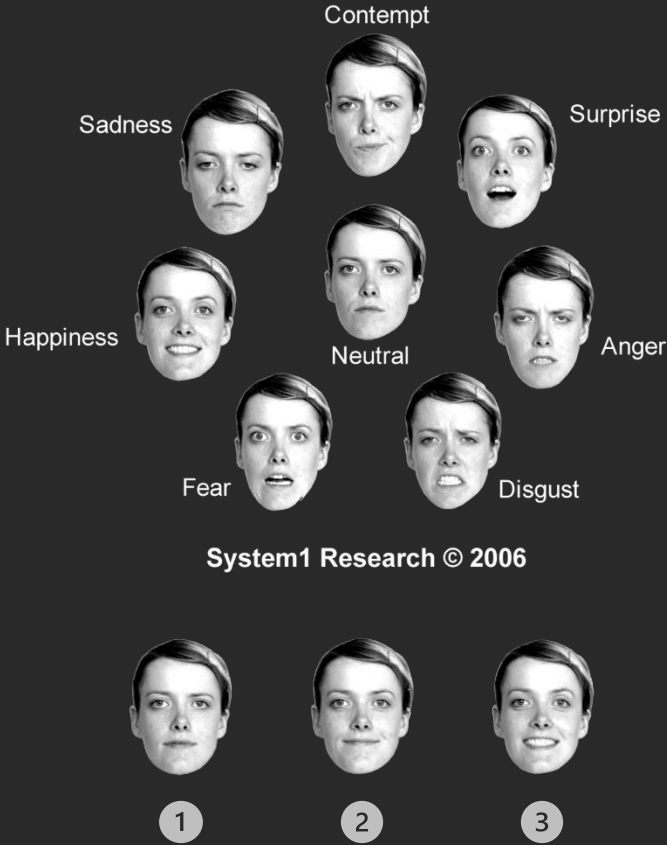 Contempt
Sadness
Surprise
Happiness
Neutral
Anger
Fear
Disgust
System1 Research © 2006
1
2
3